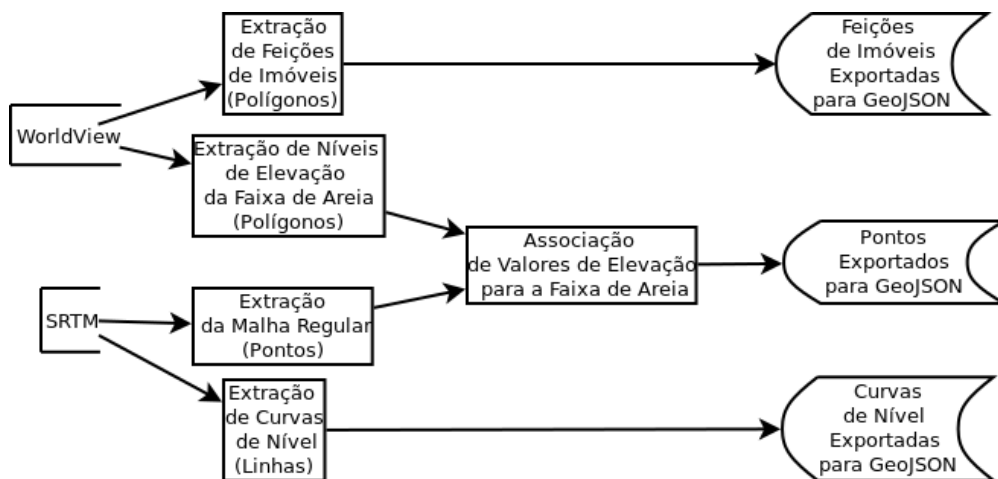 Extração
de Feições
de Imóveis
(Polígonos)
Feições
de Imóveis
Exportadas
para GeoJSON
WorldView
Extração de Níveis
de Elevação
da Faixa de Areia
(Polígonos)
Associação
de Valores de Elevação
para a Faixa de Areia
Pontos
Exportados
para GeoJSON
SRTM
Extração
da Malha Regular
(Pontos)
Extração
de Curvas
de Nível
(Linhas)
Curvas
de Nível
Exportadas
para GeoJSON